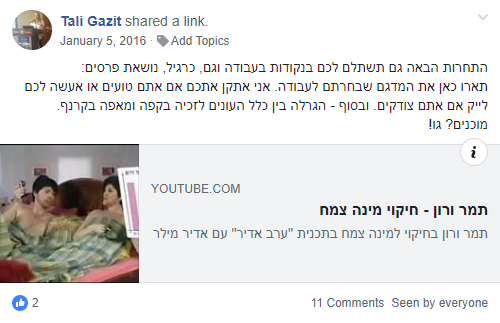 Tali Gazit shared a link.
January 5, 2016 · Add Topics
התחרות הבאה גם תשתלם לכם בנקודות בעבודה וגם, כרגיל, נושאת פרסים:
תארו כאן את המדגם שבחרתם לעבודה. אני אתקן אתכם אם אתם טועים או אעשה לכם
לייק אם אתם צודקים. ובסוף - הגרלה בין כלל העונים לזכיה בקפה ומאפה בקרנף.
מוכנים? גו!
YOUTUBE.COM
תמר ורון - חיקוי מינה צמח
תמר ורון בחיקוי למינה צמח בתכנית "ערב אדיר" עם אדיר מילר
2
11 Comments Seen by everyone